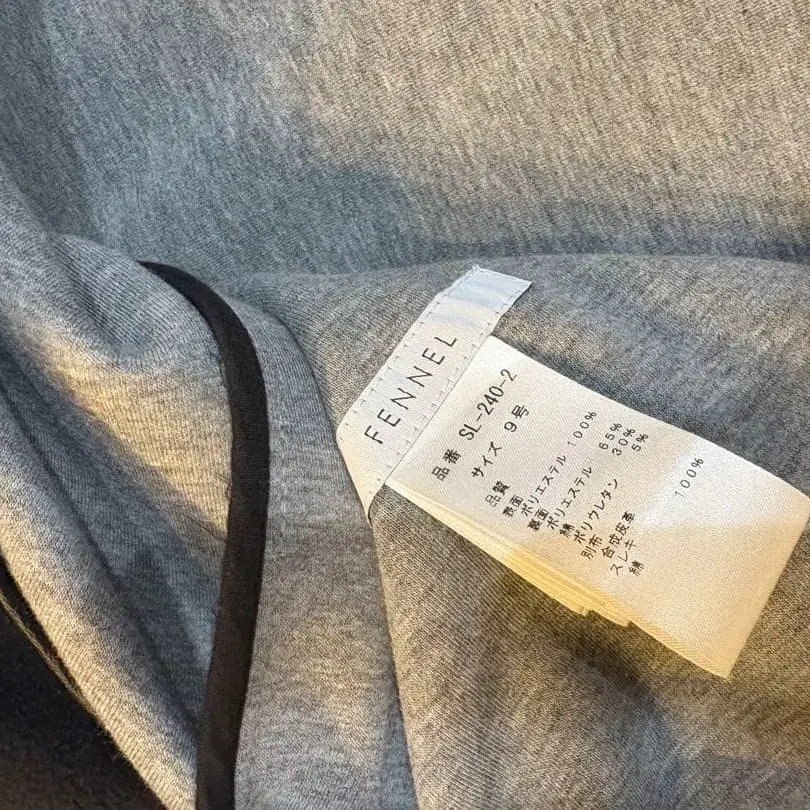 FENNEL
品番 SL-240-2
サイズ 9号
品質
表面 ポリエステル 100%
裏面 ポリエステル 65%
綿 30%
ポリウレタン 5%
別布 合成皮革
スレキ
綿 100%